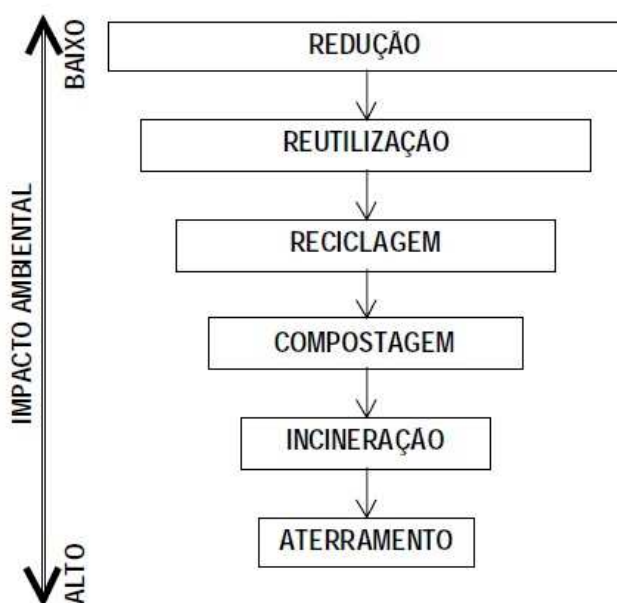 BAIXO
IMPACTO AMBIENTAL
ALTO
REDUÇÃO
REUTILIZAÇÃO
RECICLAGEM
COMPOSTAGEM
INCINERAÇÃO
ATERRAMENTO